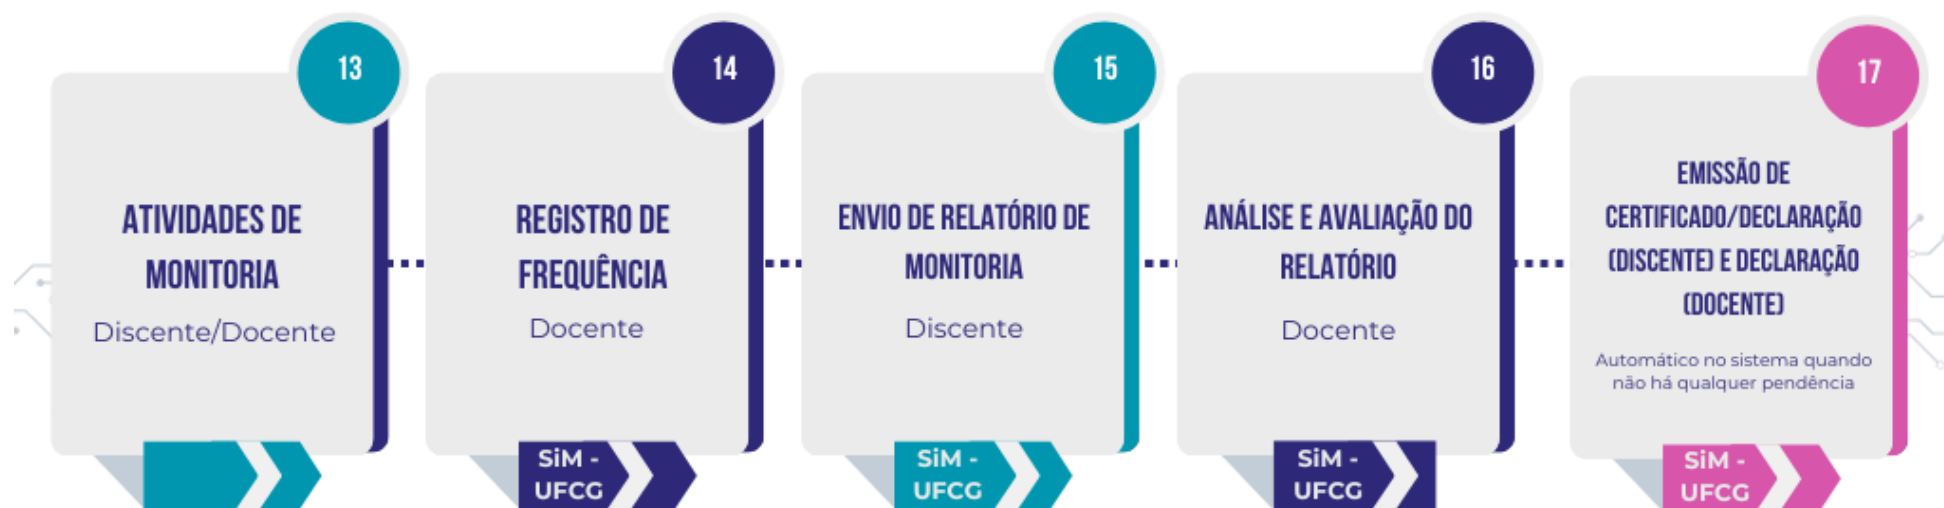 13
ATIVIDADES DE
MONITORIA
Discente/Docente
14
REGISTRO DE
FREQUÊNCIA
Docente
SiM -
UFCG
15
ENVIO DE RELATÓRIO DE
MONITORIA
Discente
SiM -
UFCG
16
ANÁLISE E AVALIAÇÃO DO
RELATÓRIO
Docente
SiM -
UFCG
17
EMISSÃO DE
CERTIFICADO/DECLARAÇÃO
(DISCENTE) E DECLARAÇÃO
(DOCENTE)
Automático no sistema quando
não há qualquer pendência
SiM -
UFCG